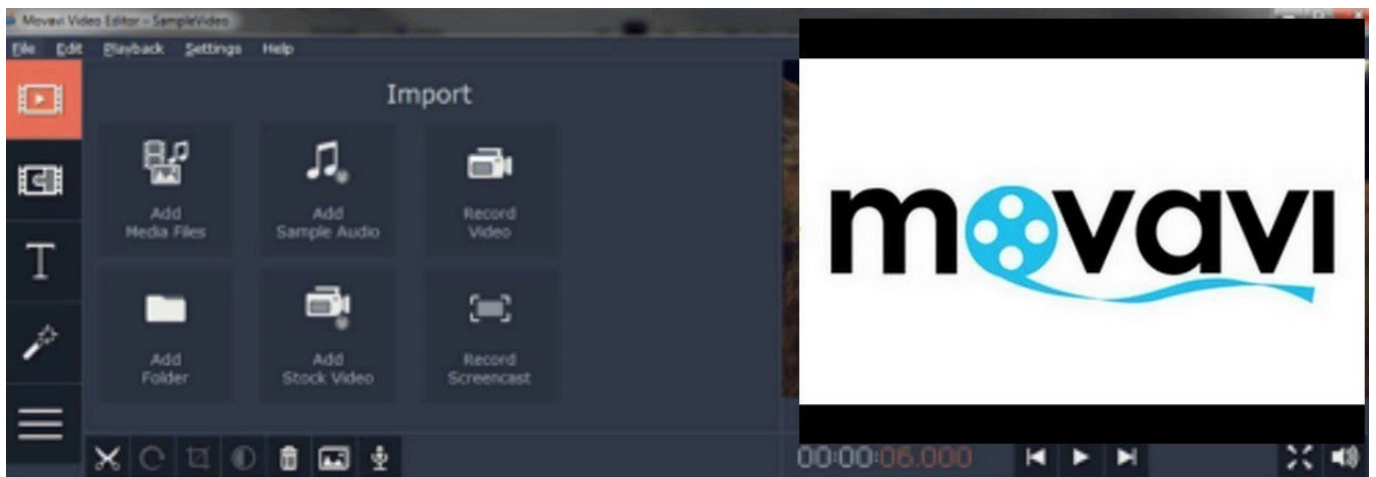 Movavi Video Editor - SampleVideo
File Edit Playback Settings Help
Import
Add
Media Files
Add
Sample Audio
Record
Video
Add
Folder
Add
Stock Video
Record
Screencast
movavi
00:00:06.000